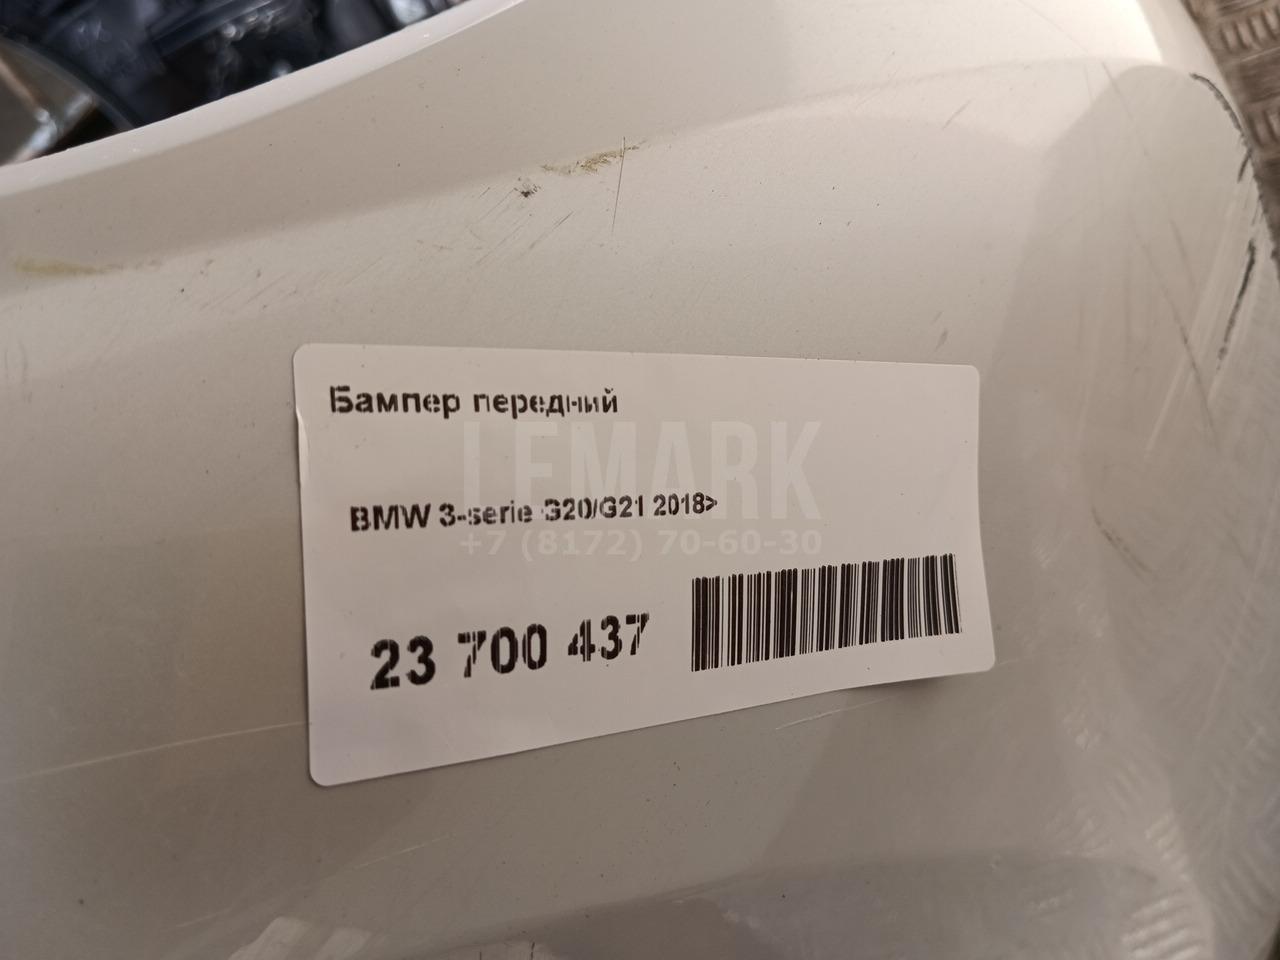 Бампер передний
LEMARK
BMW 3-serie G20/G21 2018>
+7 (8172) 70-60-30
23 700 437